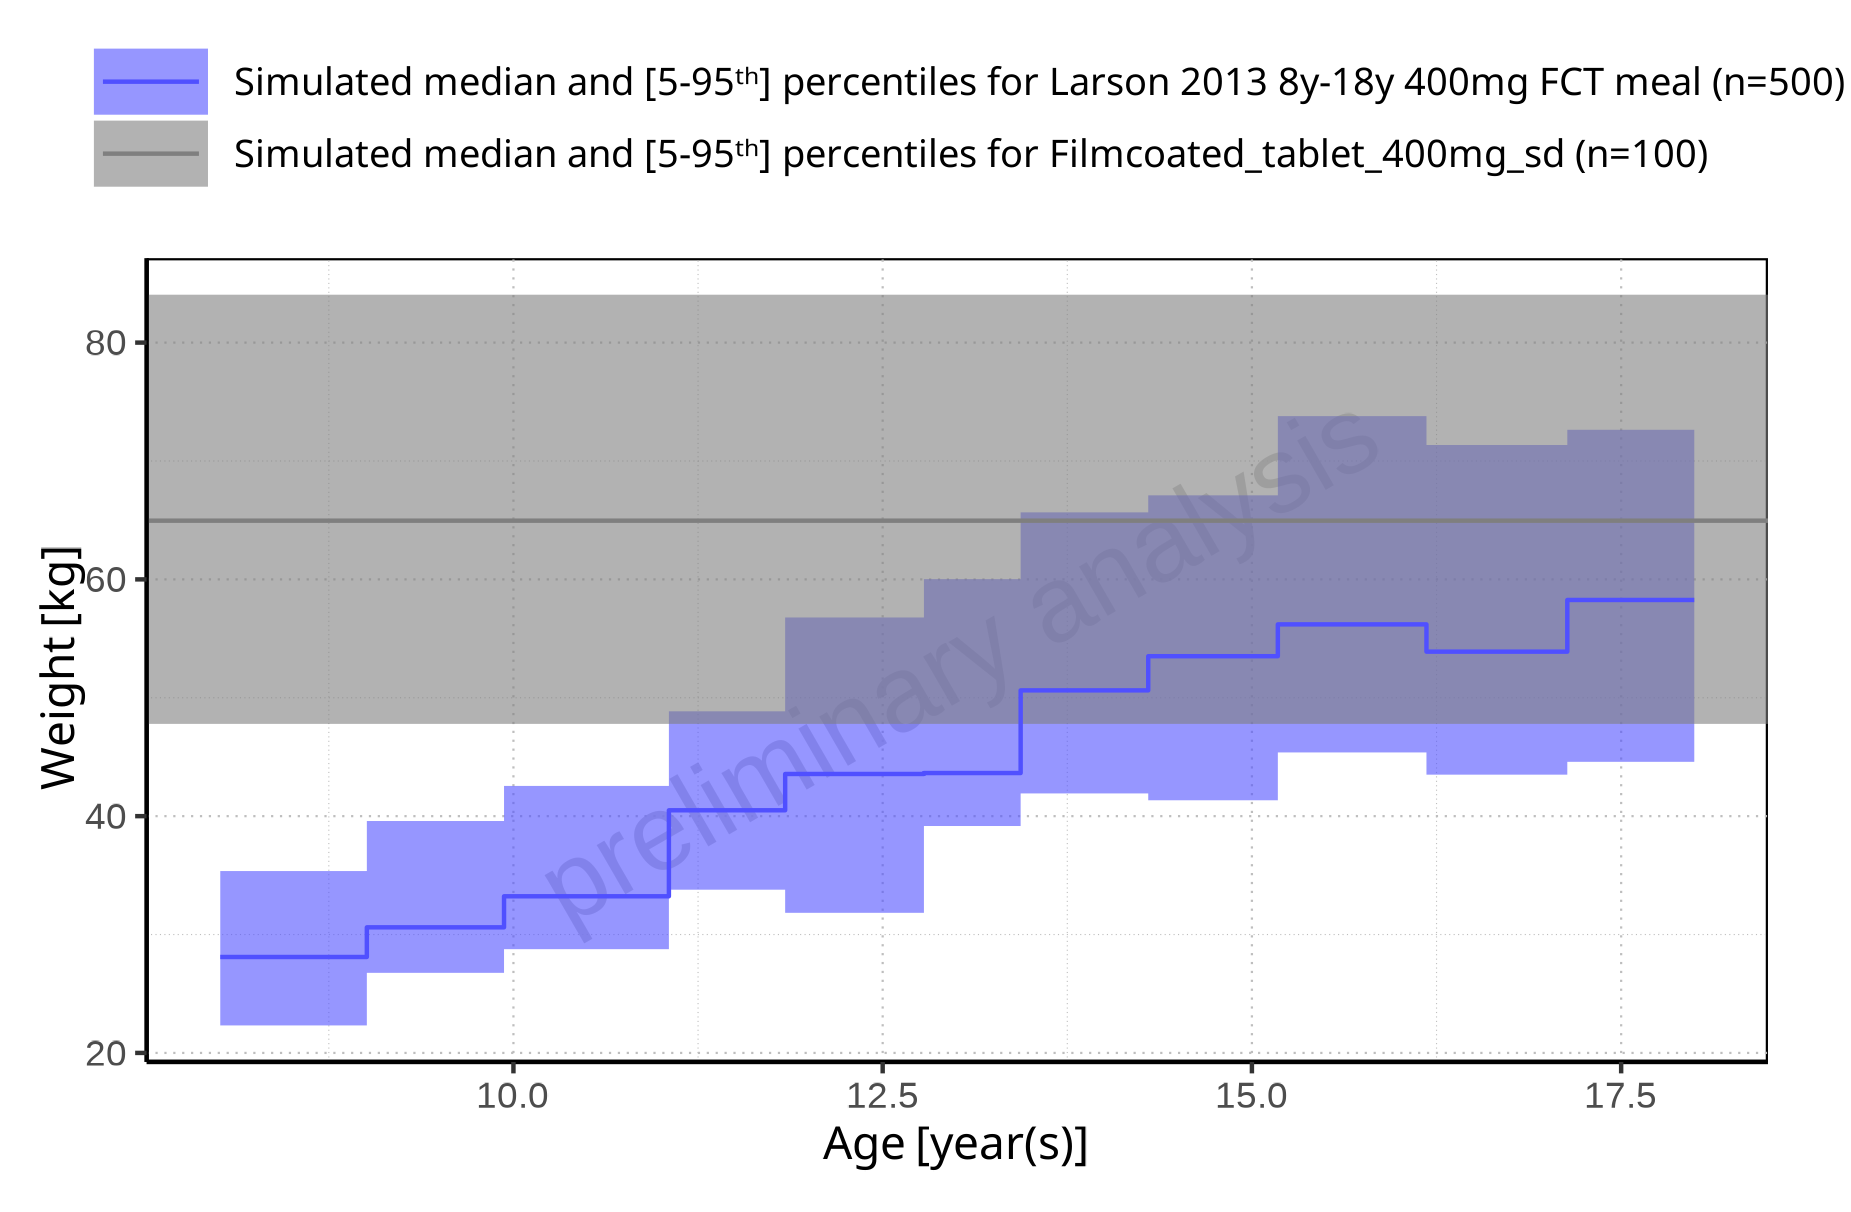 Simulated median and [5-95ᵗʰ] percentiles for Larson 2013 8y-18y 400mg FCT meal (n=500)
Simulated median and [5-95ᵗʰ] percentiles for Filmcoated_tablet_400mg_sd (n=100)
Weight [kg]
80
60
40
20
preliminary analysis
10.0 12.5 15.0 17.5
Age [year(s)]